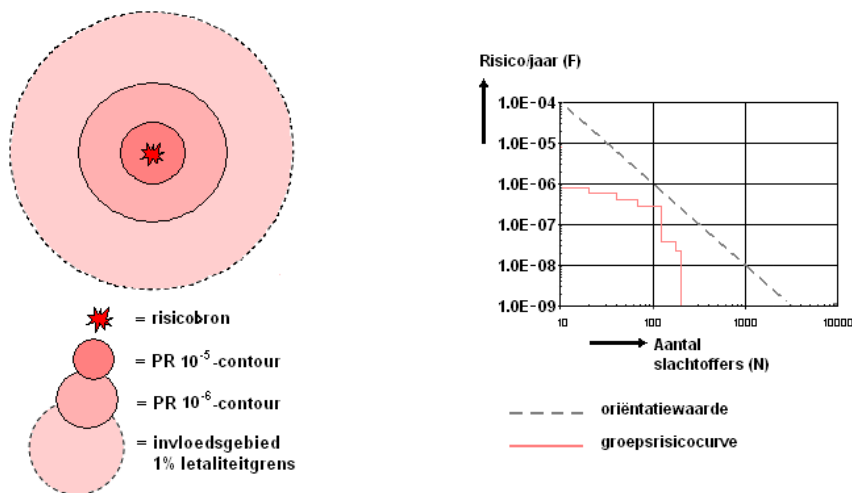 = risicobron
= PR 10⁻⁵-contour
= PR 10⁻⁶-contour
= invloedsgebied
1% letaliteitgrens
Risico/jaar (F)
1.0E-04
1.0E-05
1.0E-06
1.0E-07
1.0E-08
1.0E-09
10 100 1000 10000
Aantal
slachtoffers (N)
oriëntatiewaarde
groepsrisicocurve